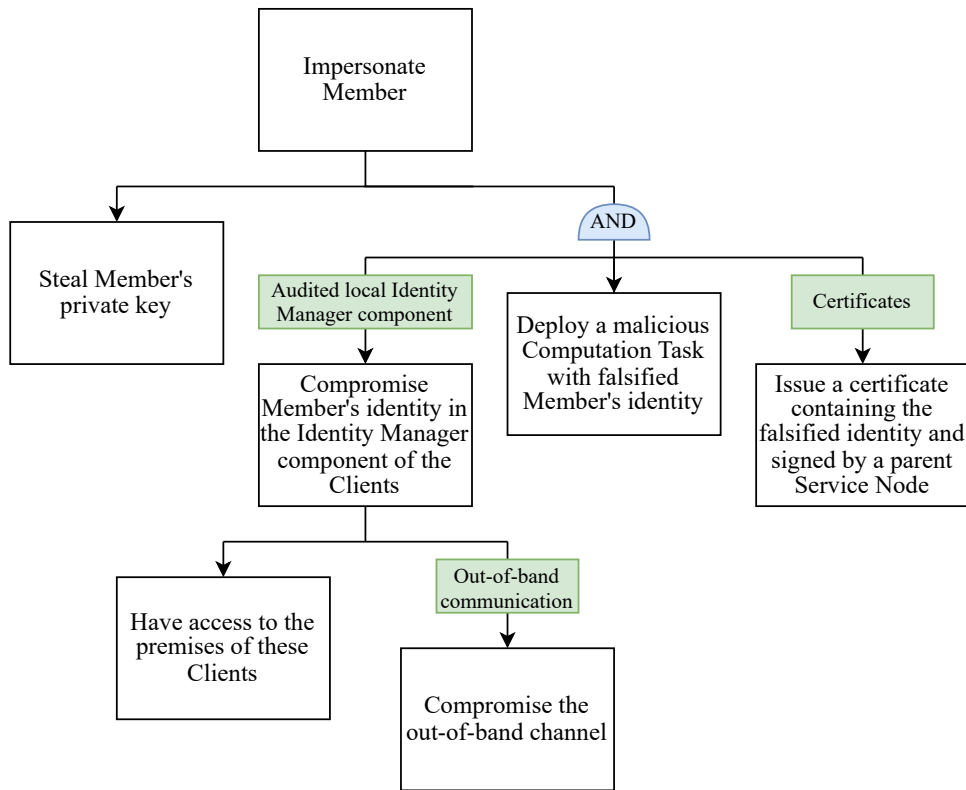 Impersonate
Member
AND
Steal Member's
private key
Audited local Identity
Manager component
Deploy a malicious
Computation Task
with falsified
Member's identity
Certificates
Compromise
Member's identity in
the Identity Manager
component of the
Clients
Issue a certificate
containing the
falsified identity and
signed by a parent
Service Node
Have access to the
premises of these
Clients
Out-of-band
communication
Compromise the
out-of-band channel